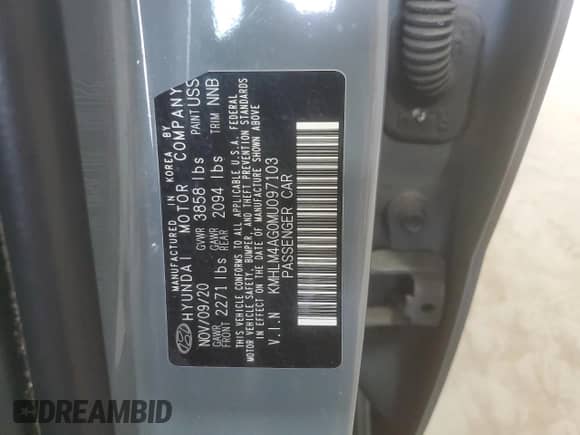 MANUFACTURED IN KOREA BY
HYUNDAI MOTOR COMPANY
NOV/09/20 GVWR 3858 lbs PAINT USS
GAWR FRONT 2271 lbs GAWR REAR 2094 lbs TRIM NNB
THIS VEHICLE CONFORMS TO ALL APPLICABLE U.S.A. FEDERAL
MOTOR VEHICLE SAFETY, BUMPER, AND THEFT PREVENTION STANDARDS
IN EFFECT ON THE DATE OF MANUFACTURE SHOWN ABOVE
V.I.N KMHLM4AG0MU097103
PASSENGER CAR
DREAMBID